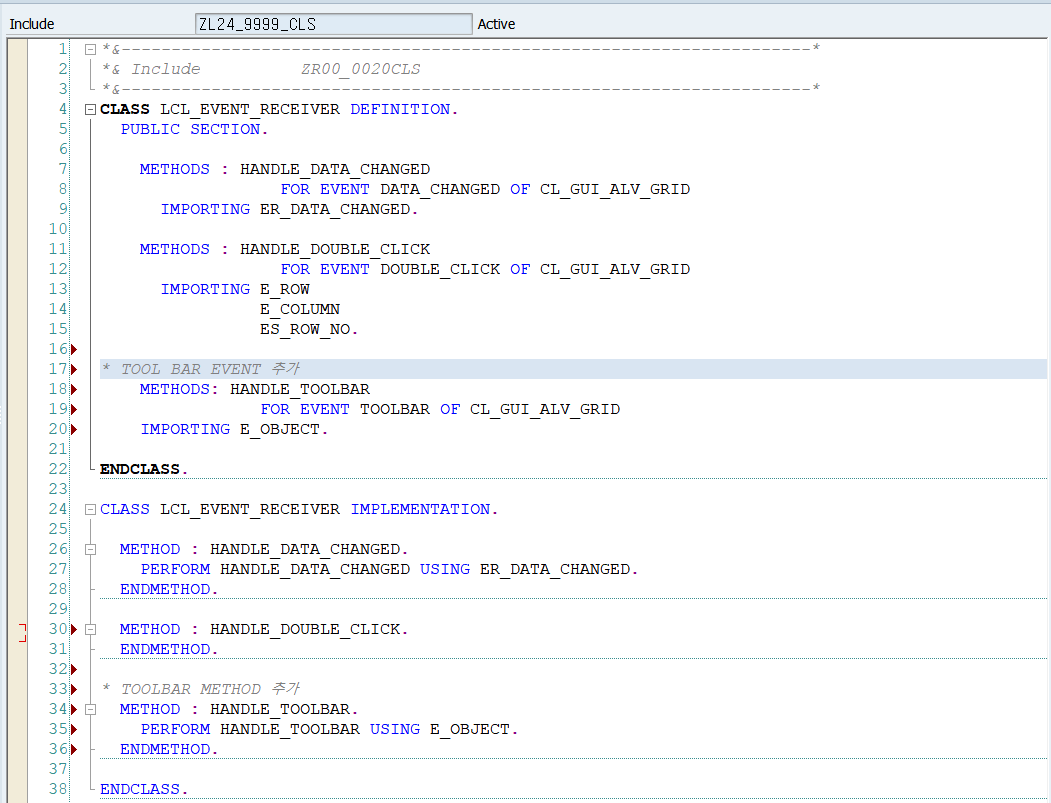 Include ZL24_9999_CLS Active
1 *&---------------------------------------------------------------------*
2 *& Include          ZR00_0020CLS
3 *&---------------------------------------------------------------------*
4 CLASS LCL_EVENT_RECEIVER DEFINITION.
5   PUBLIC SECTION.
6
7     METHODS : HANDLE_DATA_CHANGED
8                   FOR EVENT DATA_CHANGED OF CL_GUI_ALV_GRID
9       IMPORTING ER_DATA_CHANGED.
10
11     METHODS : HANDLE_DOUBLE_CLICK
12                   FOR EVENT DOUBLE_CLICK OF CL_GUI_ALV_GRID
13       IMPORTING E_ROW
14                 E_COLUMN
15                 ES_ROW_NO.
16
17 * TOOL BAR EVENT 추가
18     METHODS: HANDLE_TOOLBAR
19                 FOR EVENT TOOLBAR OF CL_GUI_ALV_GRID
20     IMPORTING E_OBJECT.
21
22 ENDCLASS.
23
24 CLASS LCL_EVENT_RECEIVER IMPLEMENTATION.
25
26   METHOD : HANDLE_DATA_CHANGED.
27     PERFORM HANDLE_DATA_CHANGED USING ER_DATA_CHANGED.
28   ENDMETHOD.
29
30   METHOD : HANDLE_DOUBLE_CLICK.
31   ENDMETHOD.
32
33 * TOOLBAR METHOD 추가
34   METHOD : HANDLE_TOOLBAR.
35     PERFORM HANDLE_TOOLBAR USING E_OBJECT.
36   ENDMETHOD.
37
38 ENDCLASS.